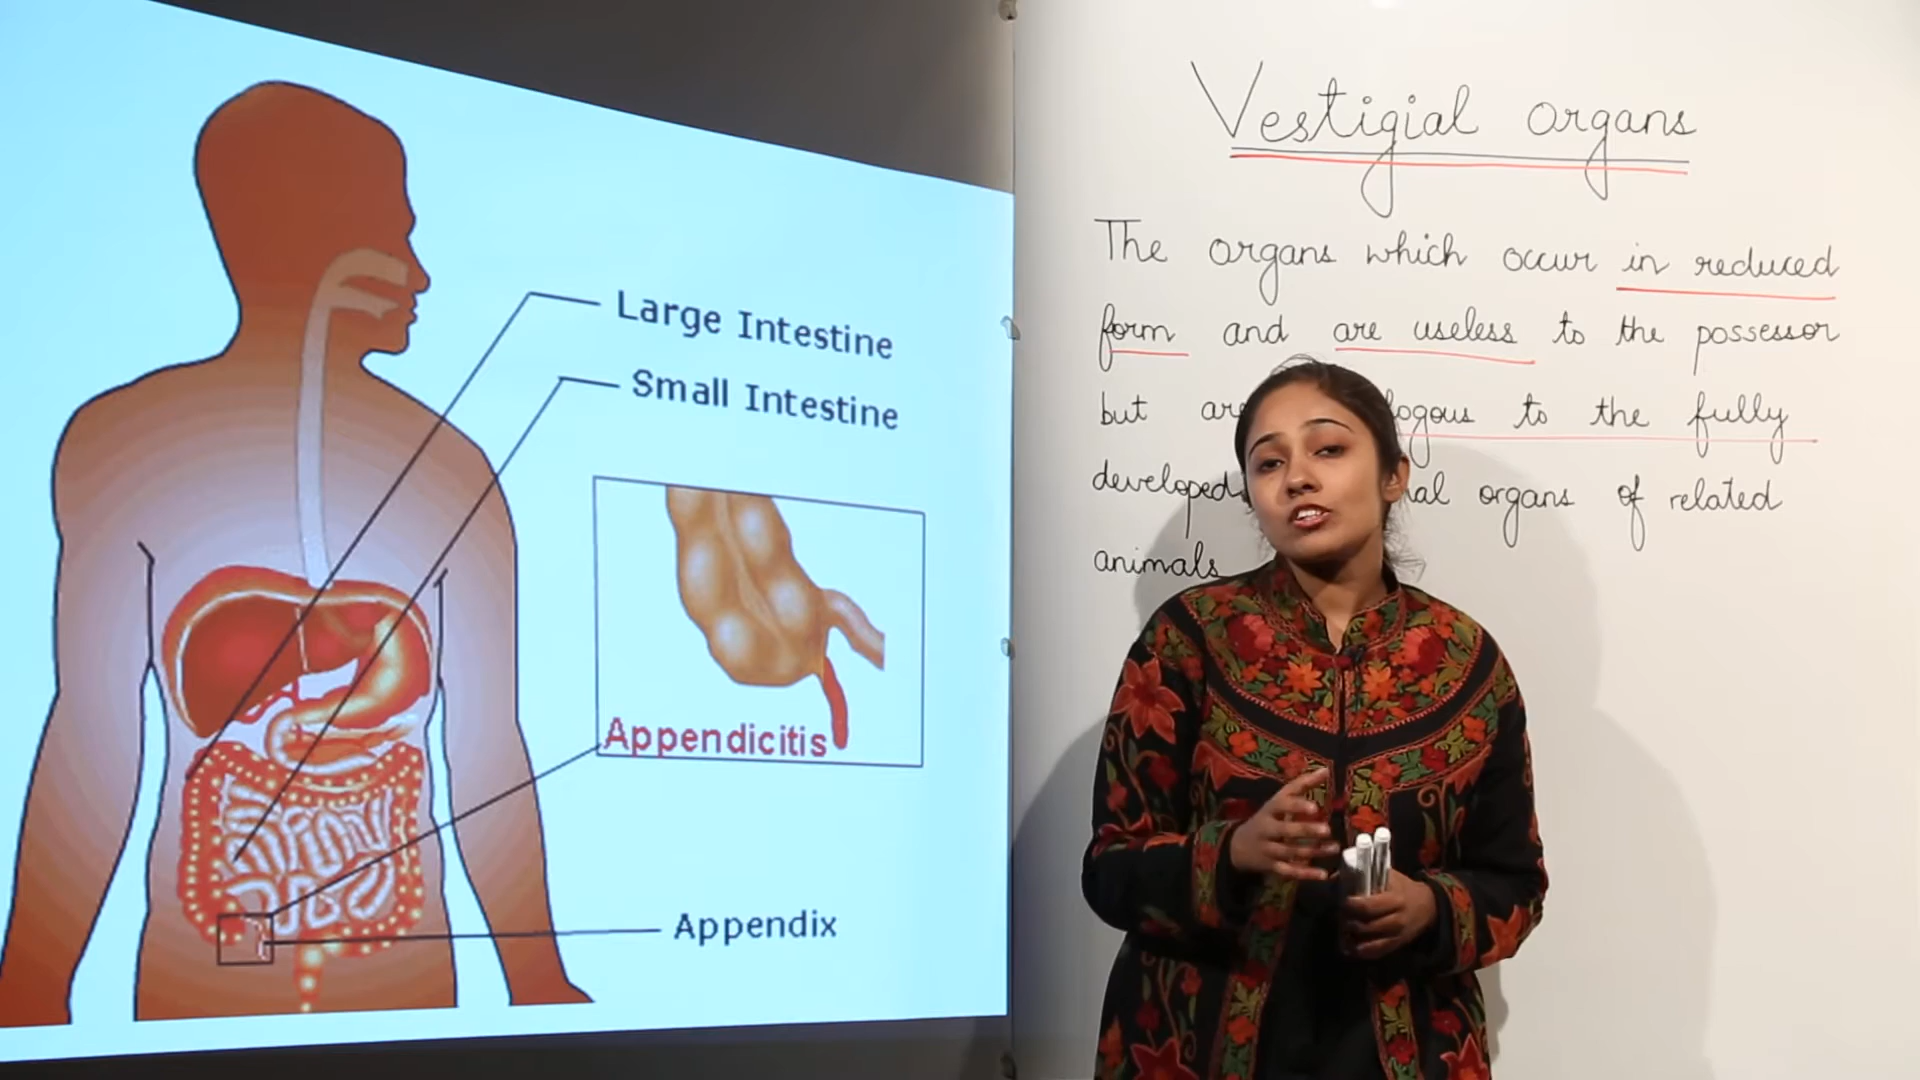 Large Intestine
Small Intestine
Appendicitis
Appendix
Vestigial organs
The organs which occur in reduced
form and are useless to the possessor
but to the fully
developed organs of related
animals